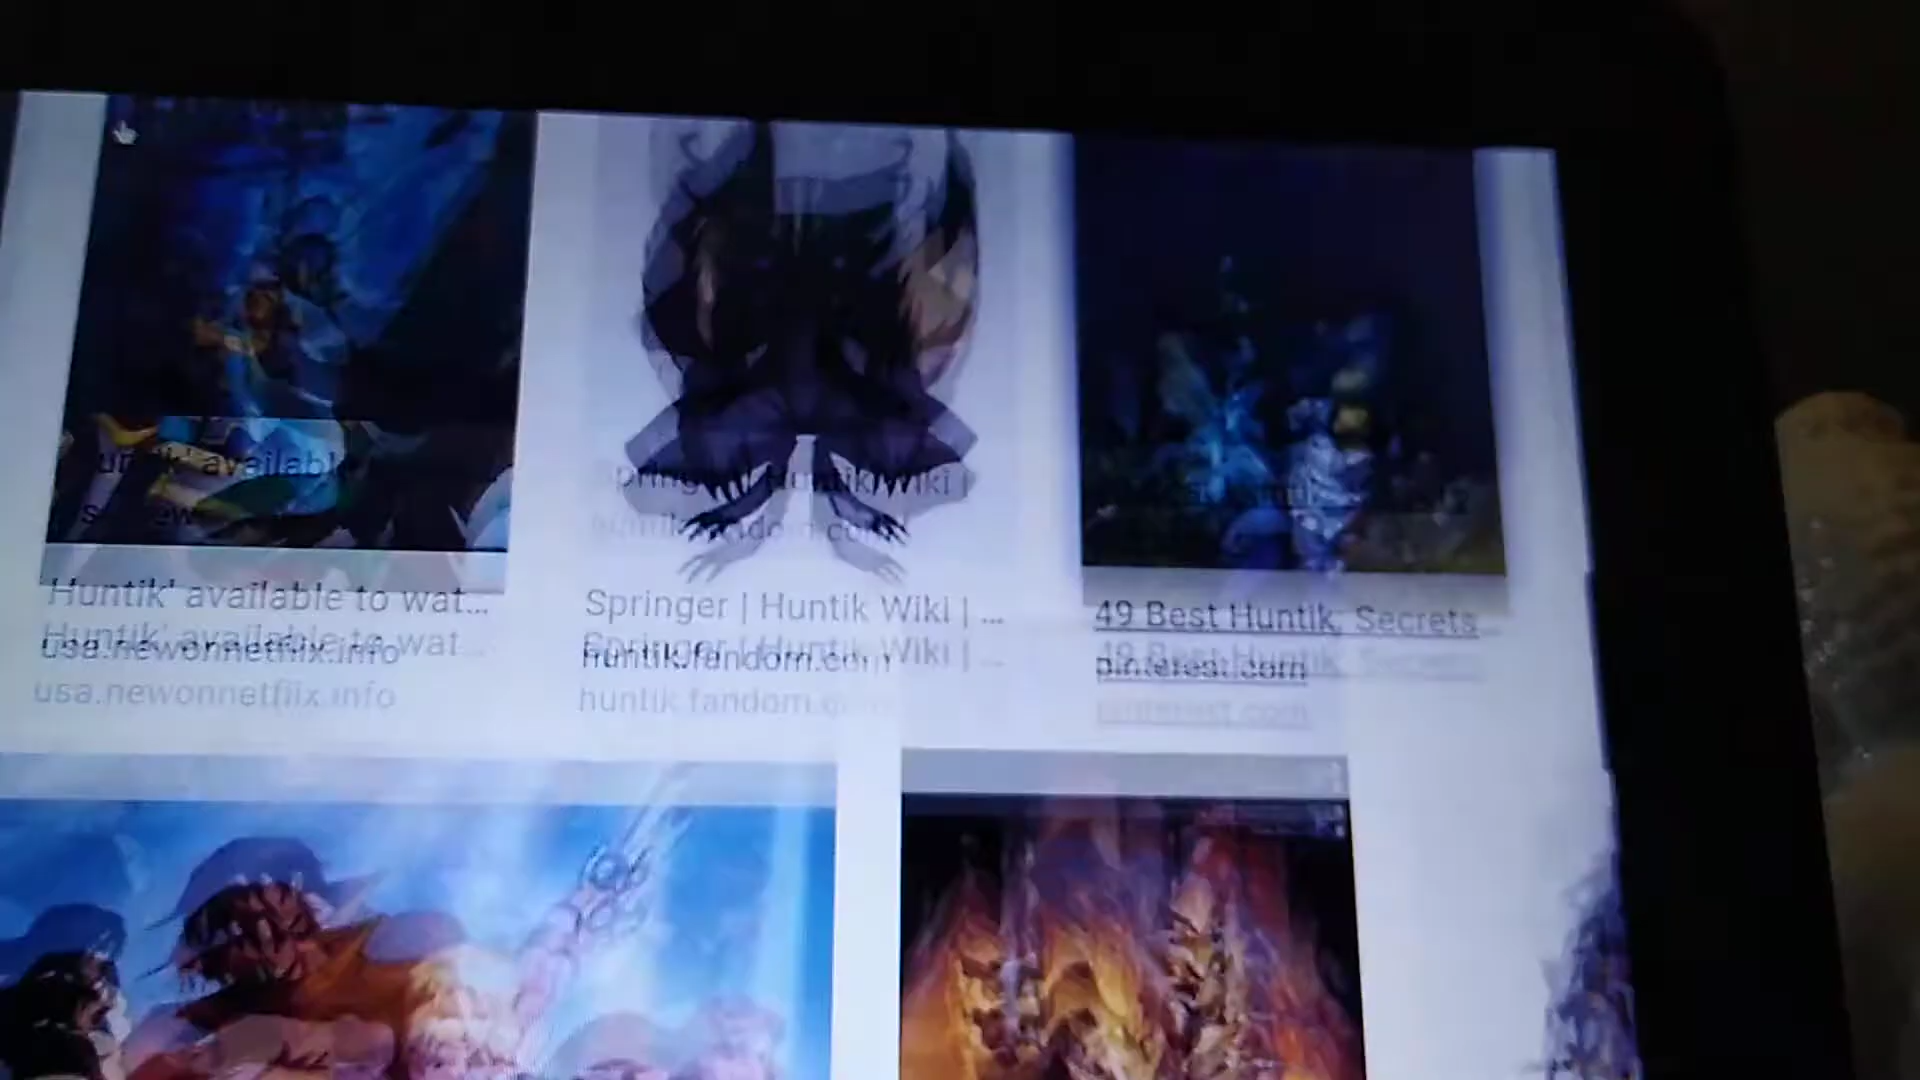 Huntik' available to wat...
usa.newonnetflix.info
Springer | Huntik Wiki | ...
huntik.fandom.com
49 Best Huntik, Secrets...
pinterest.com